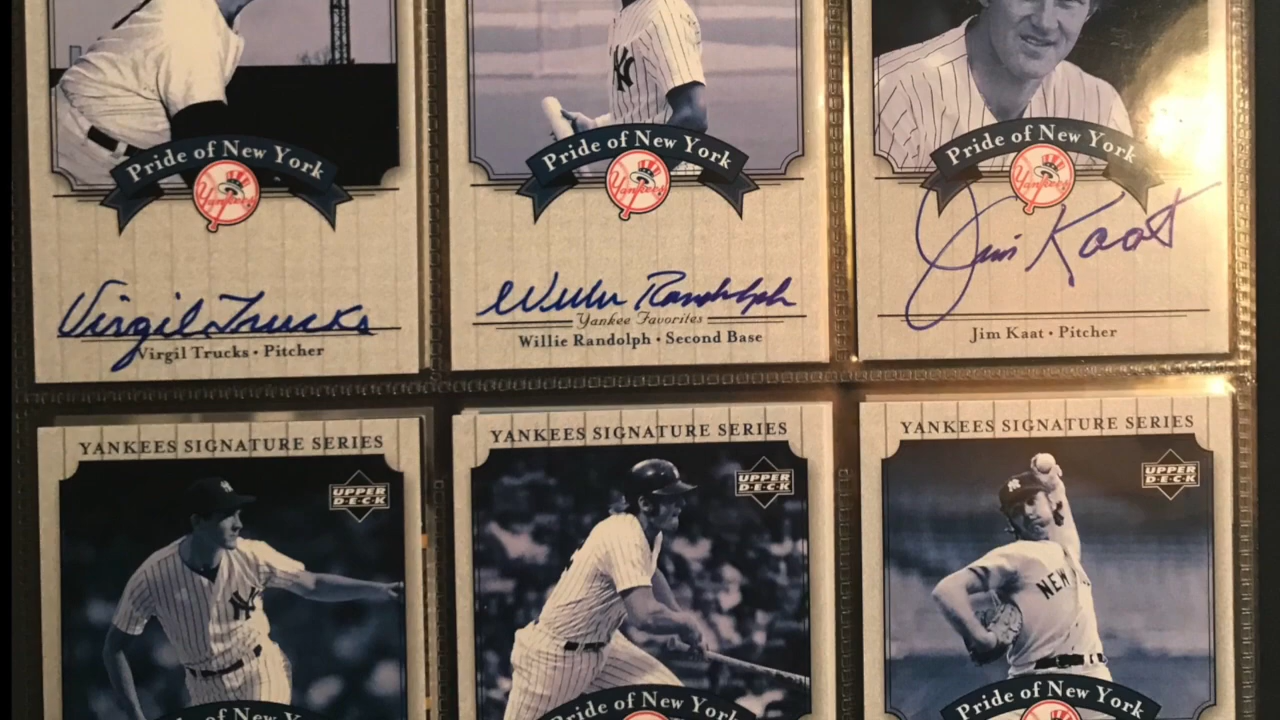 Pride of New York
Yankees
Virgil Trucks
Virgil Trucks • Pitcher
Pride of New York
Yankees
Willie Randolph
Yankee Favorites
Willie Randolph • Second Base
Pride of New York
Yankees
Jim Kaat
Jim Kaat • Pitcher
YANKEES SIGNATURE SERIES
UPPER
DECK
NY
of New Y
YANKEES SIGNATURE SERIES
UPPER
DECK
Pride of New York
YANKEES SIGNATURE SERIES
UPPER
DECK
NEW
Pride of New York